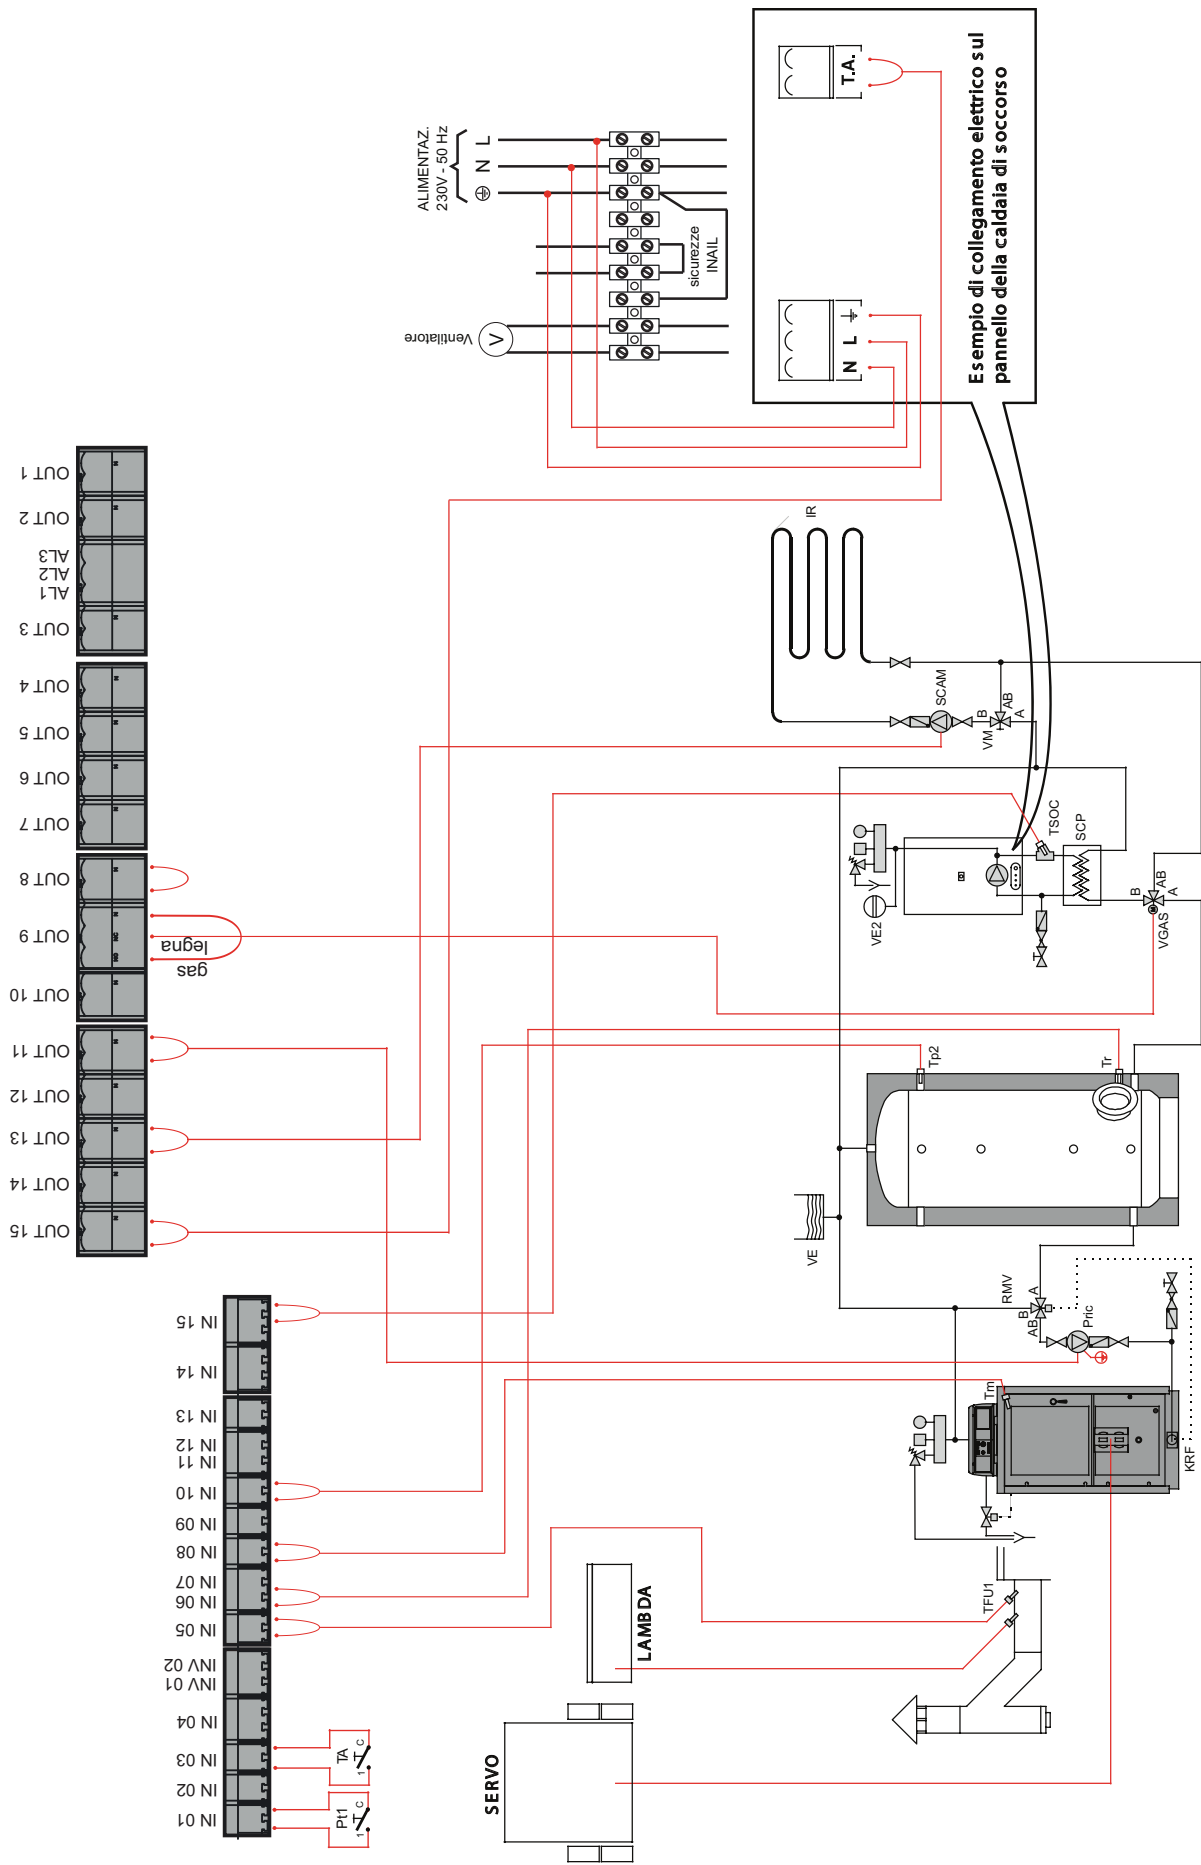 ALIMENTAZ.
230V - 50 Hz
N L
Ventilatore
V
sicurezze
INAIL
T.A.
N L
Esempio di collegamento elettrico sul
pannello della caldaia di soccorso
OUT 1
OUT 2
AL3
AL2
AL1
OUT 3
OUT 4
OUT 5
OUT 6
OUT 7
OUT 8
OUT 9
OUT 10
OUT 11
OUT 12
OUT 13
OUT 14
OUT 15
N
N
N
N
N
N
N
N
N
NC
NO
N
N
N
N
N
N
legna
gas
IN 15
IN 14
IN 13
IN 12
IN 11
IN 10
IN 09
IN 08
IN 07
IN 06
IN 05
INV 02
INV 01
IN 04
IN 03
IN 02
IN 01
TA
1 C
Pt1
1 C
SERVO
LAMBDA
TFU1
Tm
KRF
Pric
RMV
A
B
AB
VE
Tp2
Tr
VE2
TSOC
SCP
VGAS
M
B
AB
A
IR
SCAM
VM
B
AB
A